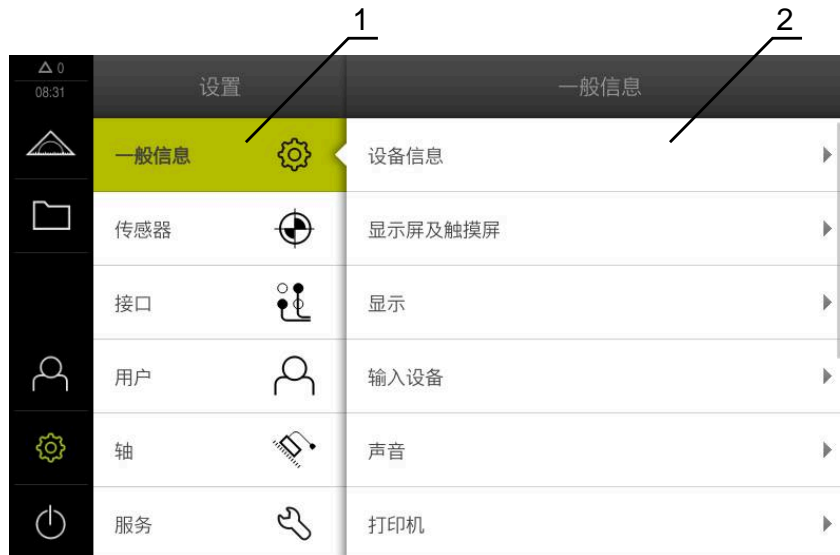 1 2
△ 0
08:31
设置 一般信息
一般信息 设备信息
传感器 显示屏及触摸屏
接口 显示
用户 输入设备
轴 声音
服务 打印机